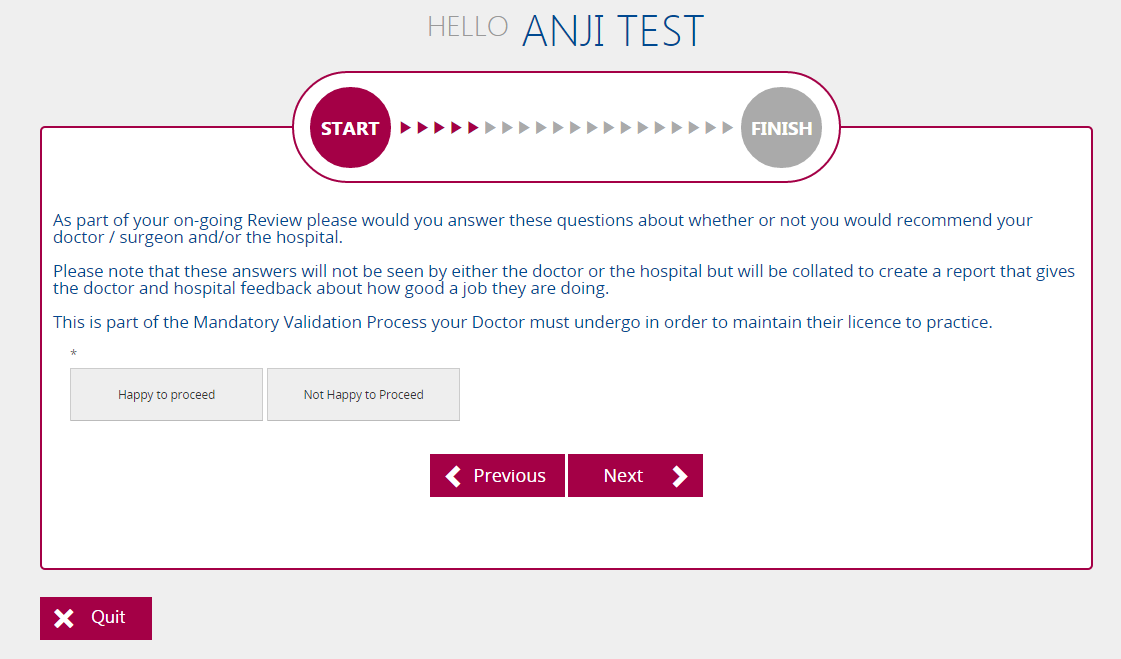 HELLO ANJI TEST
START
FINISH
As part of your on-going Review please would you answer these questions about whether or not you would recommend your
doctor / surgeon and/or the hospital.
Please note that these answers will not be seen by either the doctor or the hospital but will be collated to create a report that gives
the doctor and hospital feedback about how good a job they are doing.
This is part of the Mandatory Validation Process your Doctor must undergo in order to maintain their licence to practice.
*
Happy to proceed
Not Happy to Proceed
Previous
Next
Quit